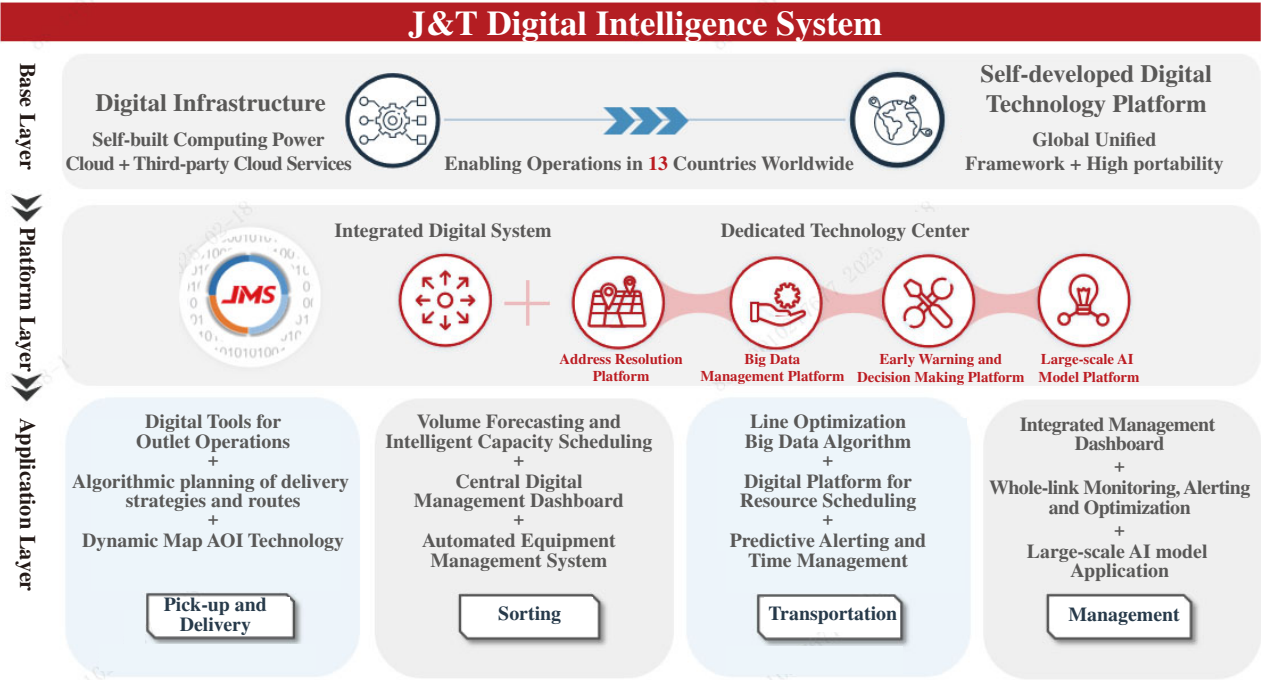 J&T Digital Intelligence System
Base Layer
Digital Infrastructure
Self-built Computing Power
Cloud + Third-party Cloud Services
Enabling Operations in 13 Countries Worldwide
Self-developed Digital
Technology Platform
Global Unified
Framework + High portability
Platform Layer
JMS
Integrated Digital System
Dedicated Technology Center
Address Resolution
Platform
Big Data
Management Platform
Early Warning and
Decision Making Platform
Large-scale AI
Model Platform
Application Layer
Digital Tools for
Outlet Operations
+
Algorithmic planning of delivery
strategies and routes
+
Dynamic Map AOI Technology
Pick-up and
Delivery
Volume Forecasting and
Intelligent Capacity Scheduling
+
Central Digital
Management Dashboard
+
Automated Equipment
Management System
Sorting
Line Optimization
Big Data Algorithm
+
Digital Platform for
Resource Scheduling
+
Predictive Alerting and
Time Management
Transportation
Integrated Management
Dashboard
+
Whole-link Monitoring, Alerting
and Optimization
+
Large-scale AI model
Application
Management